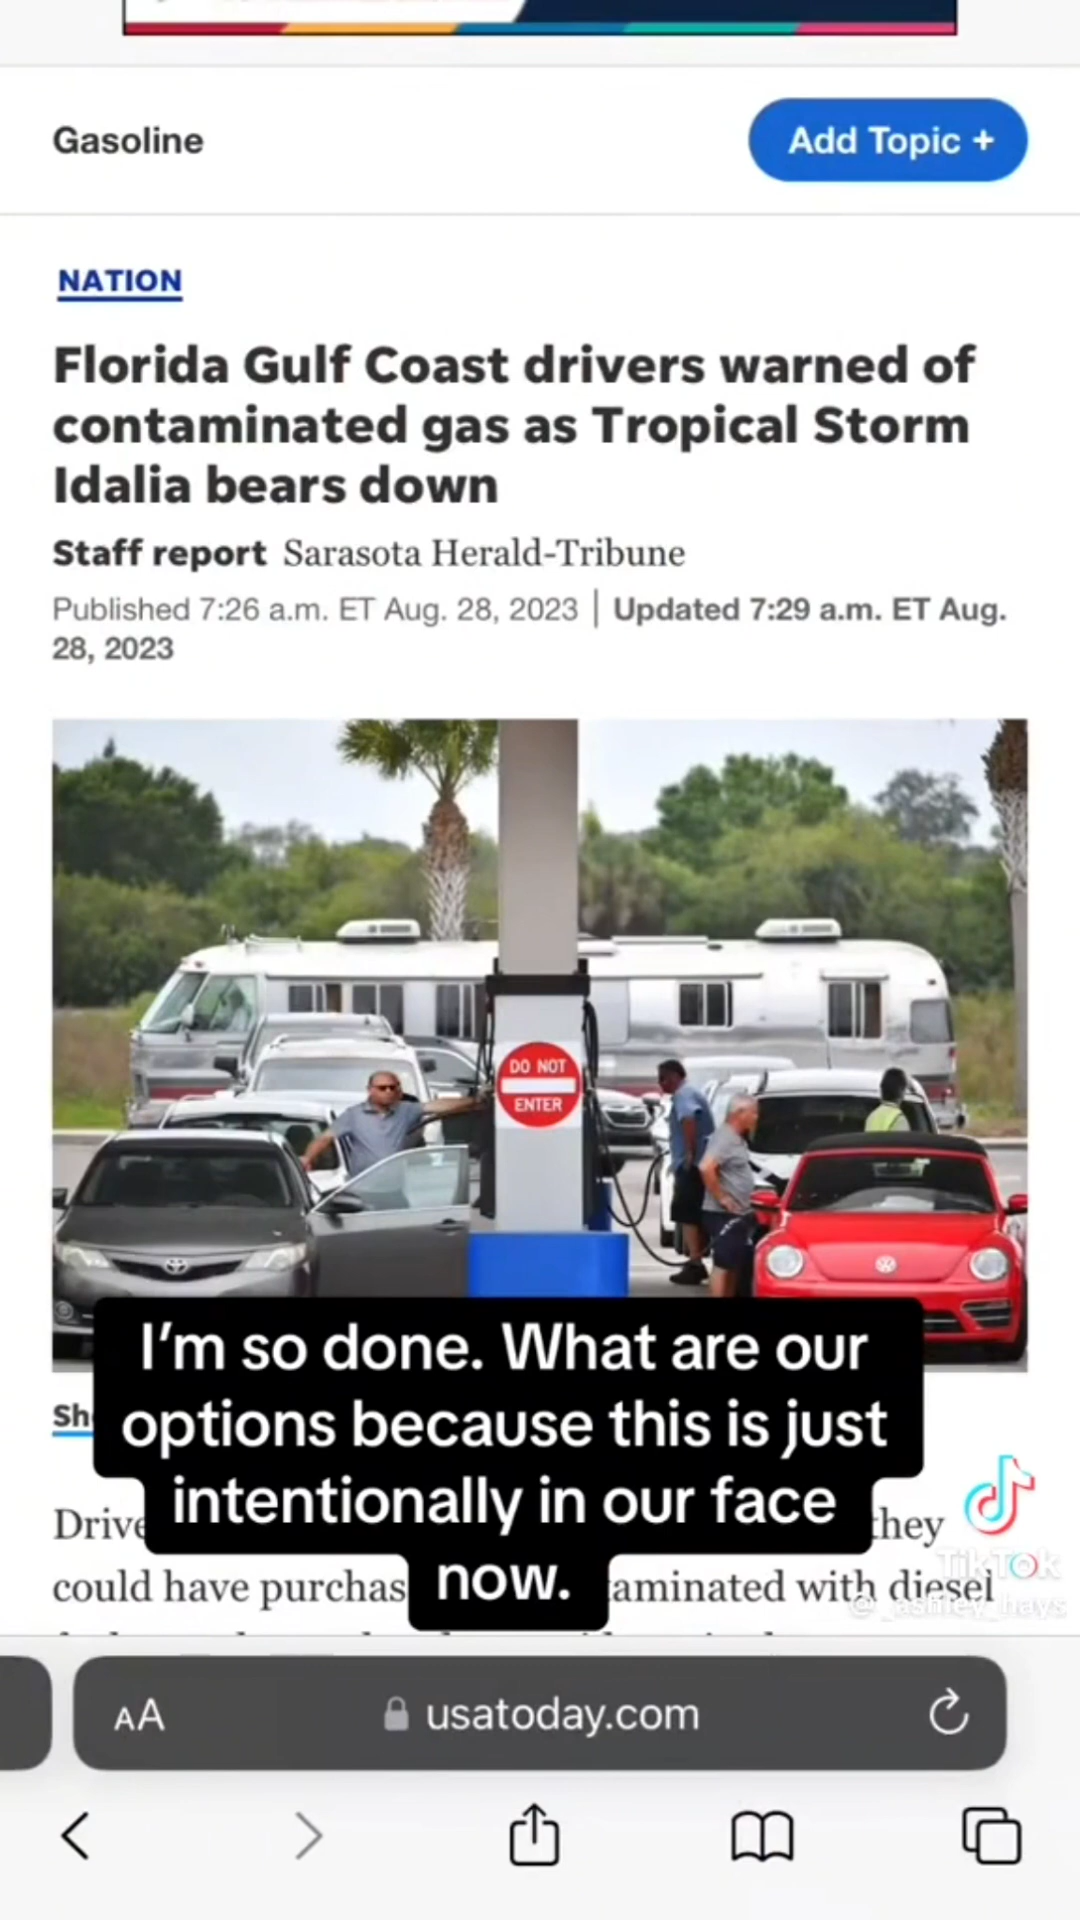 Gasoline
Add Topic +
NATION
Florida Gulf Coast drivers warned of
contaminated gas as Tropical Storm
Idalia bears down
Staff report Sarasota Herald-Tribune
Published 7:26 a.m. ET Aug. 28, 2023 | Updated 7:29 a.m. ET Aug.
28, 2023
DO NOT
ENTER
I'm so done. What are our
options because this is just
intentionally in our face
now.
they
could have purchas
aminated with diesel
TikTok
@_ashley_hays
AA
usatoday.com